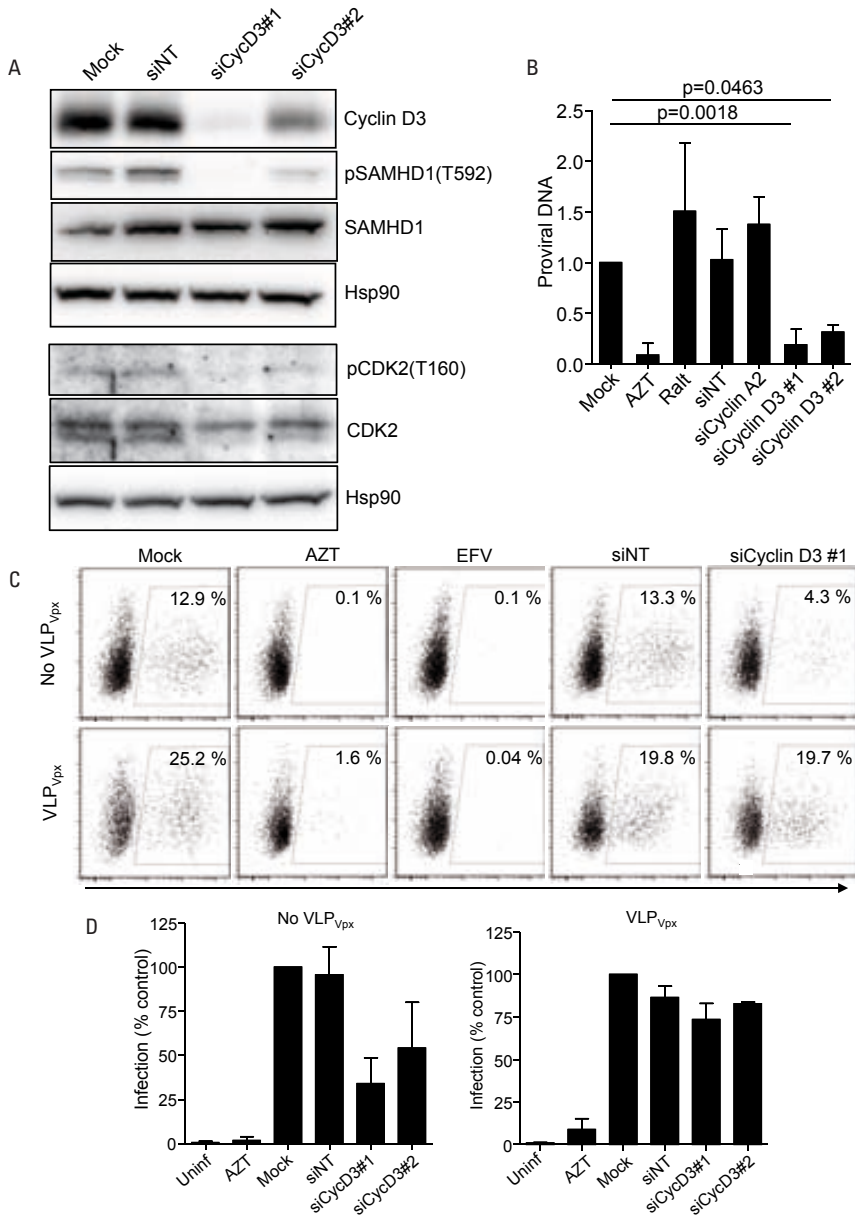 A
Mock siNT siCycD3#1 siCycD3#2
Cyclin D3
pSAMHD1(T592)
SAMHD1
Hsp90
pCDK2(T160)
CDK2
Hsp90
B
p=0.0463
p=0.0018
Proviral DNA
2.5
2.0
1.5
1.0
0.5
0.0
Mock AZT Ralt siNT siCyclin A2 siCyclin D3 #1 siCyclin D3 #2
C
Mock AZT EFV siNT siCyclin D3 #1
No VLPVpx
12.9 % 0.1 % 0.1 % 13.3 % 4.3 %
VLPVpx
25.2 % 1.6 % 0.04 % 19.8 % 19.7 %
D
No VLPVpx
Infection (% control)
125
100
75
50
25
0
Uninf AZT Mock siNT siCycD3#1 siCycD3#2
VLPVpx
Infection (% control)
125
100
75
50
25
0
Uninf AZT Mock siNT siCycD3#1 siCycD3#2